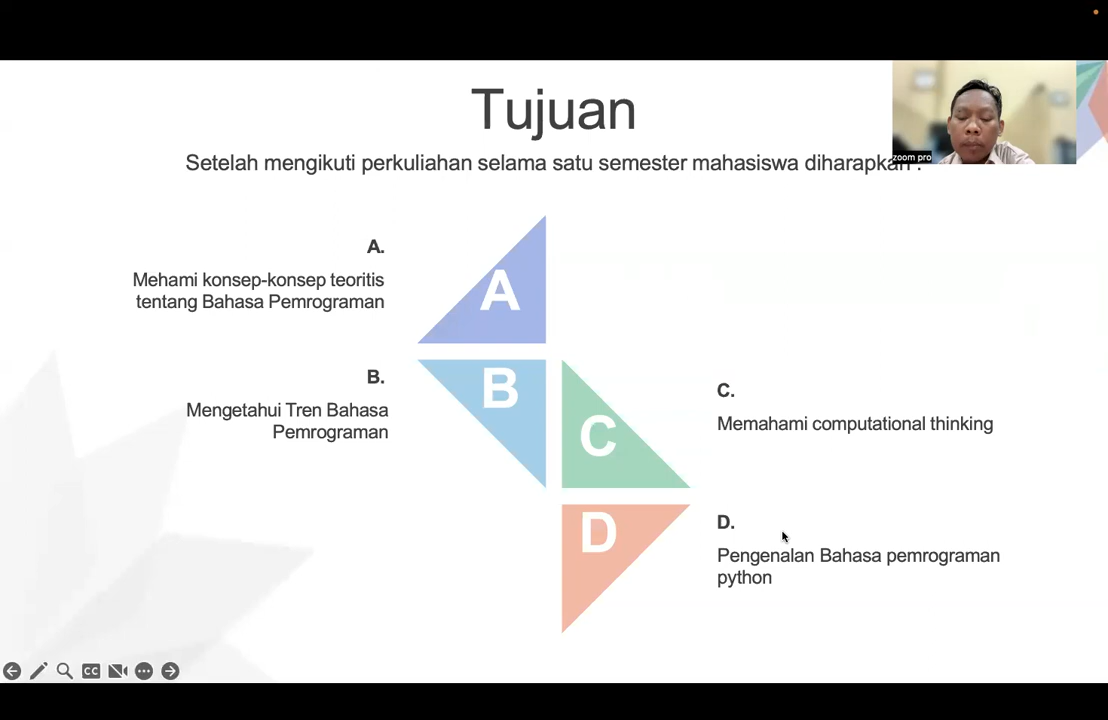 Tujuan
Setelah mengikuti perkuliahan selama satu semester mahasiswa diharapkan :
zoom pro
A.
Mehami konsep-konsep teoritis
tentang Bahasa Pemrograman
A
B.
Mengetahui Tren Bahasa
Pemrograman
B
C
C.
Memahami computational thinking
D
D.
Pengenalan Bahasa pemrograman
python
CC